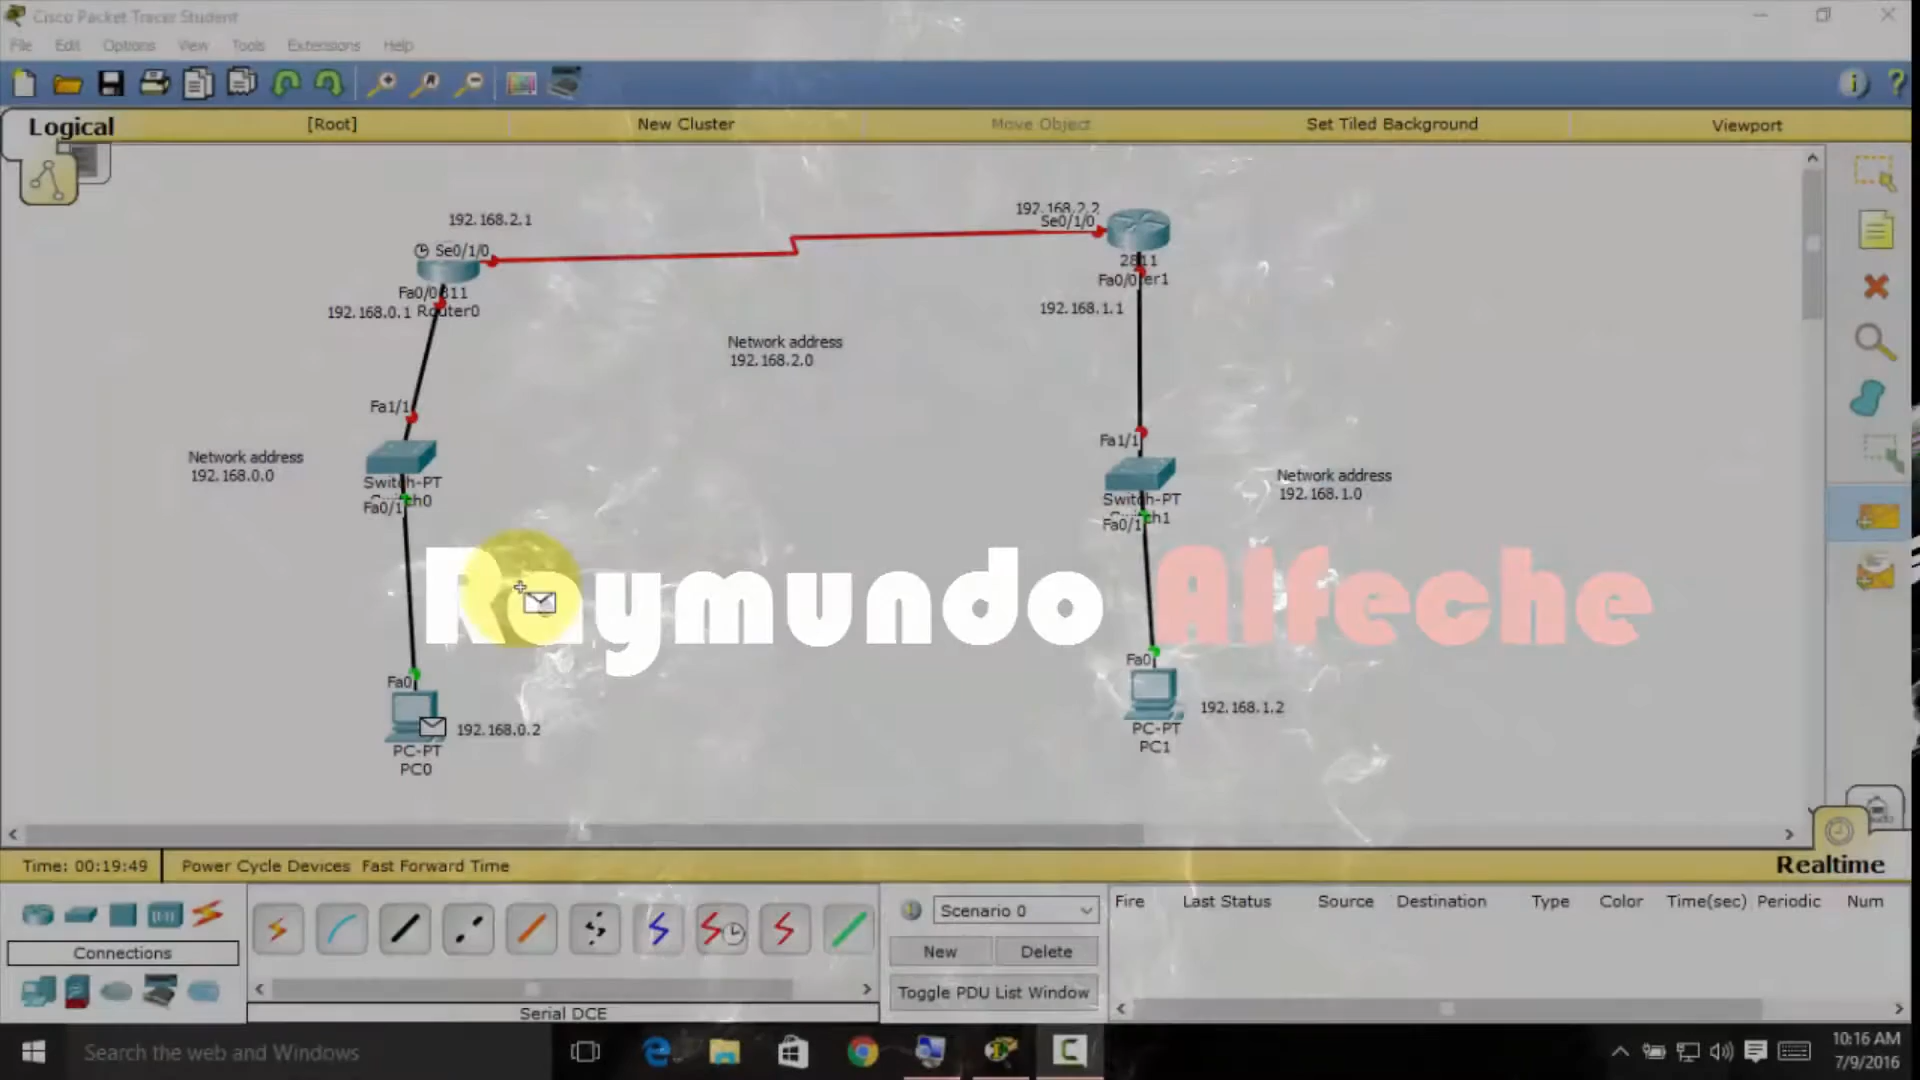 Cisco Packet Tracer Student
File Edit Options View Tools Extensions Help
Logical [Root] New Cluster Move Object Set Tiled Background Viewport
192.168.2.1
192.168.2.2
Se0/1/0
Se0/1/0
2811
Fa0/0
Fa0/0
192.168.0.1 Router0
192.168.1.1
Network address
192.168.2.0
Fa1/1
Fa1/1
Network address
192.168.0.0
Switch-PT
Fa0/1
Network address
192.168.1.0
Switch-PT
Fa0/1
Raymundo Alfeche
Fa0
Fa0
192.168.0.2
192.168.1.2
PC-PT
PC0
PC-PT
PC1
Time: 00:19:49 Power Cycle Devices Fast Forward Time Realtime
Connections
Serial DCE
Scenario 0
New Delete
Toggle PDU List Window
Fire Last Status Source Destination Type Color Time(sec) Periodic Num
Search the web and Windows
10:16 AM
7/9/2016